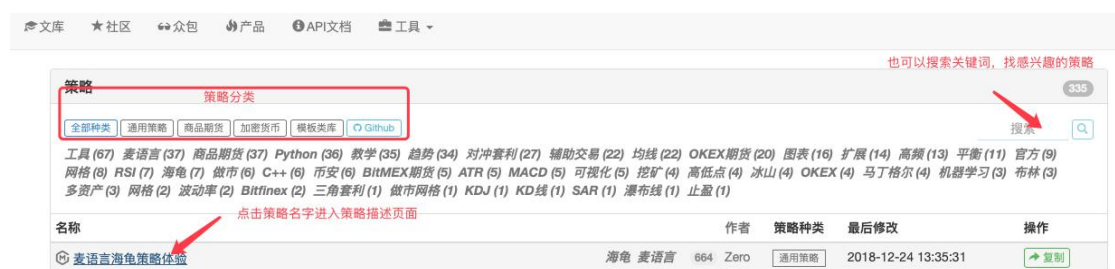 文库 社区 众包 产品 API文档 工具
也可以搜索关键词，找感兴趣的策略
策略 335
策略分类
全部种类 通用策略 商品期货 加密货币 模板类库 Github 搜索
工具 (67) 麦语言 (37) 商品期货 (37) Python (36) 教学 (35) 趋势 (34) 对冲套利 (27) 辅助交易 (22) 均线 (22) OKEX期货 (20) 图表 (16) 扩展 (14) 高频 (13) 平衡 (11) 官方 (9)
网格 (8) RSI (7) 海龟 (7) 做市 (6) C++ (6) 币安 (6) BitMEX期货 (5) ATR (5) MACD (5) 可视化 (5) 挖矿 (4) 高低点 (4) 冰山 (4) OKEX (4) 马丁格尔 (4) 机器学习 (3) 布林 (3)
多资产 (3) 网格 (2) 波动率 (2) Bitfinex (2) 三角套利 (1) 做市网格 (1) KDJ (1) KD线 (1) SAR (1) 瀑布线 (1) 止盈 (1)
点击策略名字进入策略描述页面
名称 作者 策略种类 最后修改 操作
麦语言海龟策略体验 海龟 麦语言 664 Zero 通用策略 2018-12-24 13:35:31 复制